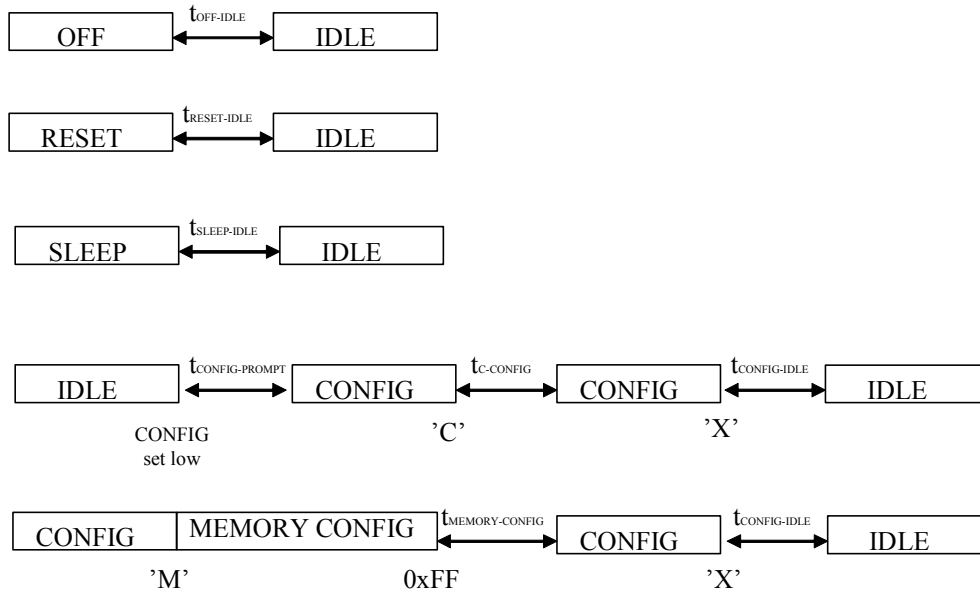 tOFF-IDLE
OFF IDLE
tRESET-IDLE
RESET IDLE
tSLEEP-IDLE
SLEEP IDLE
tCONFIG-PROMPT tC-CONFIG tCONFIG-IDLE
IDLE CONFIG CONFIG IDLE
CONFIG
set low
’C’ ’X’
tMEMORY-CONFIG tCONFIG-IDLE
CONFIG MEMORY CONFIG CONFIG IDLE
’M’ 0xFF ’X’